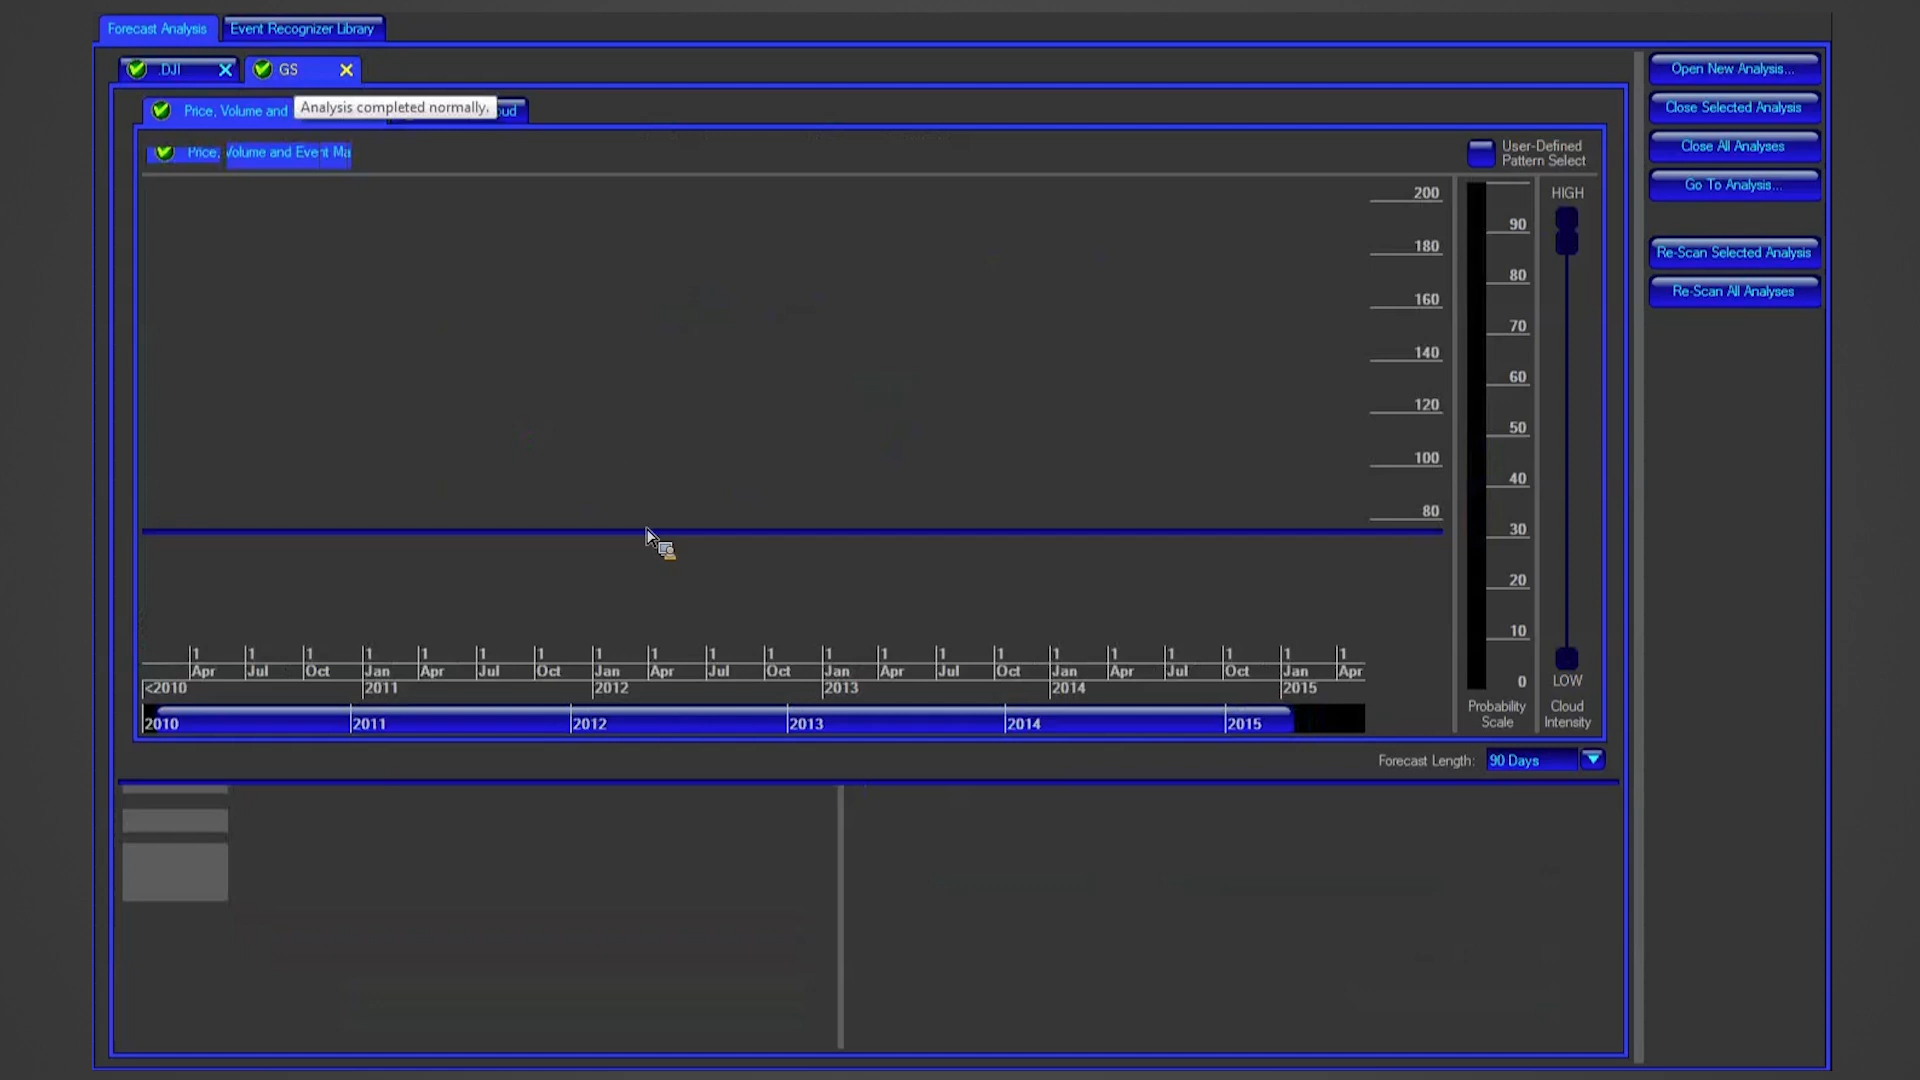 Forecast Analysis Event Recognizer Library
.DJI GS
Price, Volume and
Analysis completed normally.
Price, Volume and Event Ma
User-Defined
Pattern Select
200
180
160
140
120
100
80
90
80
70
60
50
40
30
20
10
0
Probability
Scale
HIGH
LOW
Cloud
Intensity
1 1 1 1 1 1 1 1 1 1 1 1 1 1 1 1 1 1 1 1 1
Apr Jul Oct Jan Apr Jul Oct Jan Apr Jul Oct Jan Apr Jul Oct Jan Apr Jul Oct Jan Apr
<2010 2011 2012 2013 2014 2015
2010 2011 2012 2013 2014 2015
Forecast Length: 90 Days
Open New Analysis...
Close Selected Analysis
Close All Analyses
Go To Analysis...
Re-Scan Selected Analysis
Re-Scan All Analyses